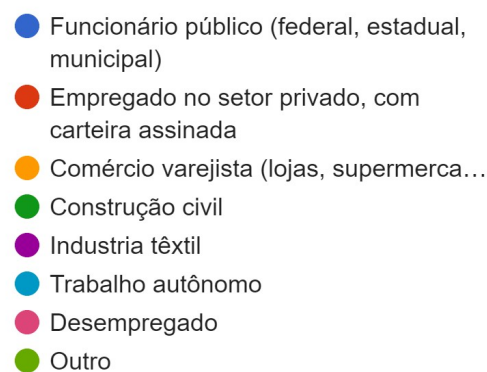 Funcionário público (federal, estadual,
municipal)
Empregado no setor privado, com
carteira assinada
Comércio varejista (lojas, supermerca…
Construção civil
Industria têxtil
Trabalho autônomo
Desempregado
Outro